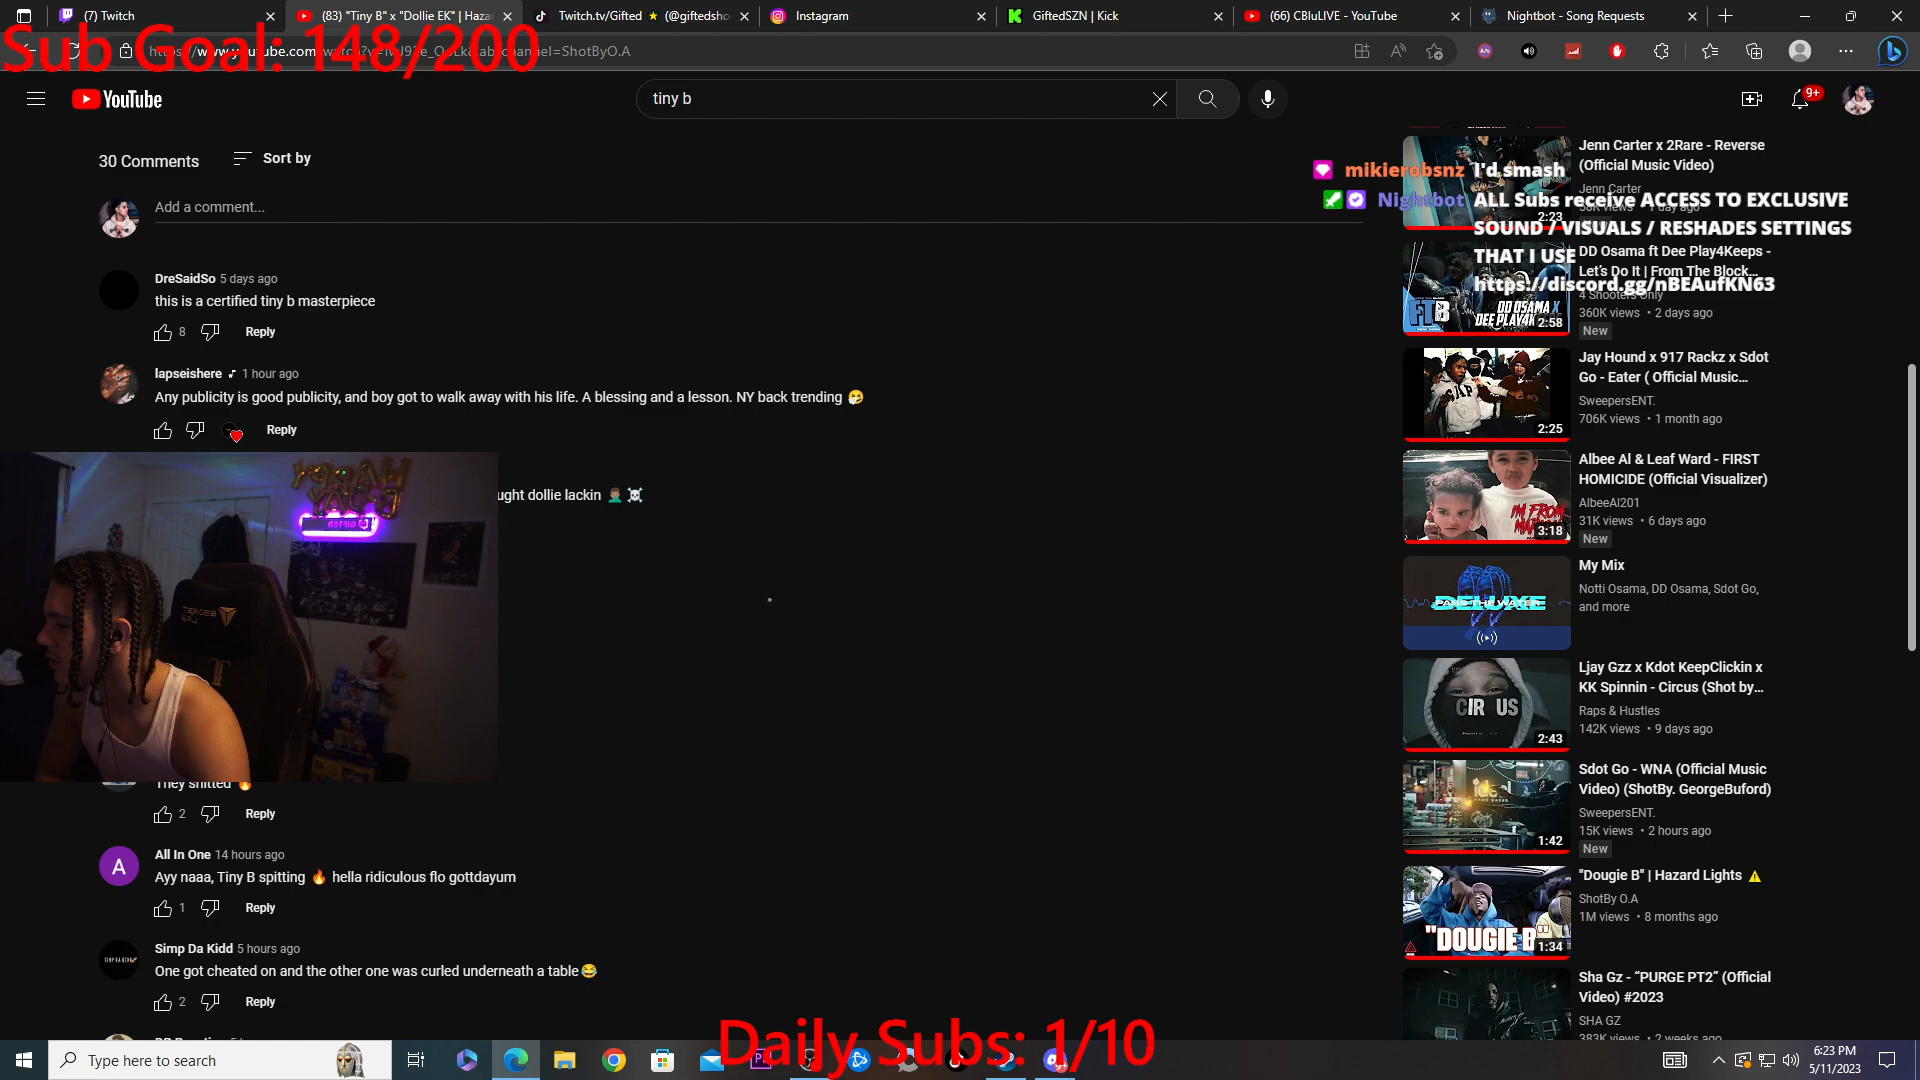 (7) Twitch
(83) "Tiny B" x "Dollie EK" | Haza
Twitch.tv/Gifted ⭐ (@giftedsho
Instagram
GiftedSZN | Kick
(66) CBluLIVE - YouTube
Nightbot - Song Requests
Sub Goal: 148/200
YouTube
tiny b
9+
30 Comments
Sort by
Add a comment...
DreSaidSo 5 days ago
this is a certified tiny b masterpiece
8 Reply
lapseishere 1 hour ago
Any publicity is good publicity, and boy got to walk away with his life. A blessing and a lesson. NY back trending 🤧
Reply
ught dollie lackin 🤦🏽‍♂️☠️
They shitted 🔥
2 Reply
A
All In One 14 hours ago
Ayy naaa, Tiny B spitting 🔥 hella ridiculous flo gottdayum
1 Reply
Simp Da Kidd 5 hours ago
One got cheated on and the other one was curled underneath a table😂
2 Reply
mikierobsnz I'd smash
Nightbot ALL Subs receive ACCESS TO EXCLUSIVE
SOUND / VISUALS / RESHADES SETTINGS
THAT I USE
https://discord.gg/nBEAufKN63
Jenn Carter x 2Rare - Reverse
(Official Music Video)
Jenn Carter
2:23
DD Osama ft Dee Play4Keeps -
Let's Do It | From The Block...
4 Shooters Only
360K views • 2 days ago
New
2:58
Jay Hound x 917 Rackz x Sdot
Go - Eater ( Official Music...
SweepersENT.
706K views • 1 month ago
2:25
Albee Al & Leaf Ward - FIRST
HOMICIDE (Official Visualizer)
AlbeeAl201
31K views • 6 days ago
New
3:18
My Mix
Notti Osama, DD Osama, Sdot Go,
and more
DELUXE
Ljay Gzz x Kdot KeepClickin x
KK Spinnin - Circus (Shot by...
Raps & Hustles
142K views • 9 days ago
2:43
Sdot Go - WNA (Official Music
Video) (ShotBy. GeorgeBuford)
SweepersENT.
15K views • 2 hours ago
New
1:42
"Dougie B" | Hazard Lights ⚠️
ShotBy O.A
1M views • 8 months ago
"DOUGIE B"
1:34
Sha Gz - "PURGE PT2" (Official
Video) #2023
SHA GZ
383K views • 2 weeks ago
Daily Subs: 1/10
Type here to search
6:23 PM
5/11/2023